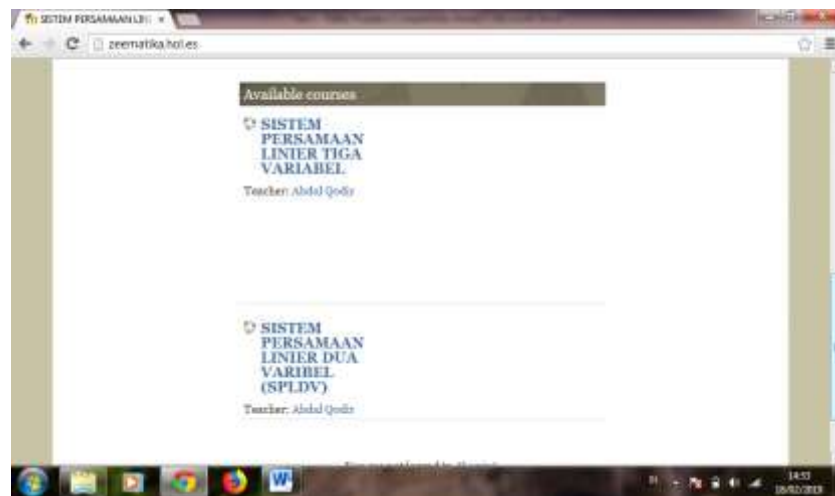 SISTEM PERSAMAAN LIN
zeematika.hol.es
Available courses
SISTEM
PERSAMAAN
LINIER TIGA
VARIABEL
Teacher: Abdul Qodir
SISTEM
PERSAMAAN
LINIER DUA
VARIBEL
(SPLDV)
Teacher: Abdul Qodir
14:53